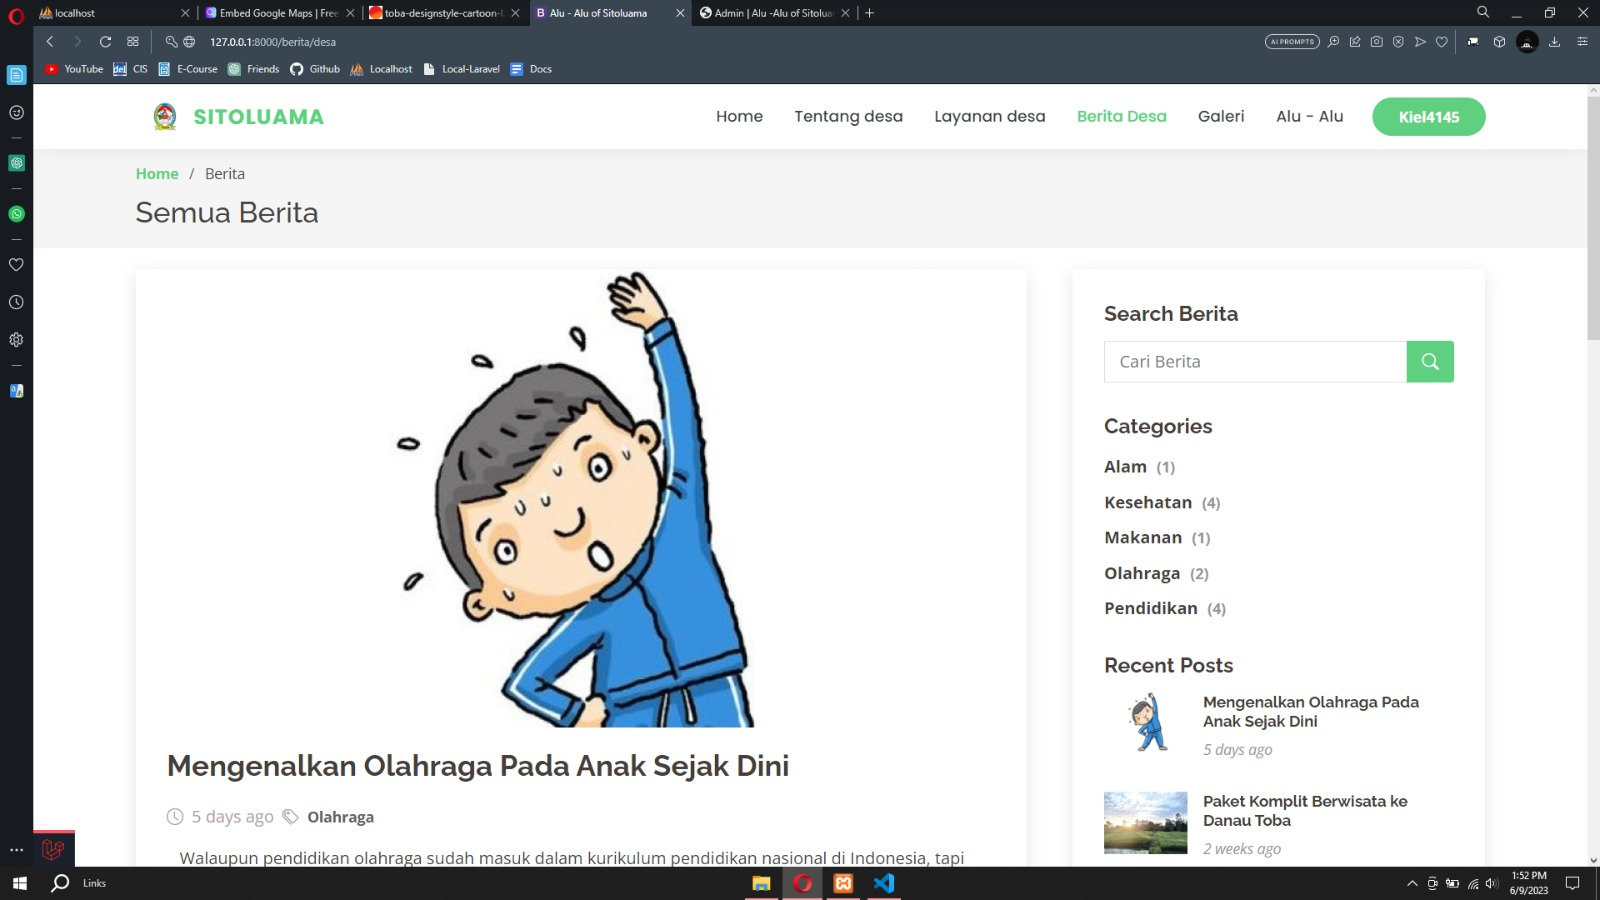 localhost
Embed Google Maps | Free
toba-designstyle-cartoon-l
Alu - Alu of Sitoluama
Admin | Alu -Alu of Sitolua
127.0.0.1:8000/berita/desa
AI PROMPTS
YouTube
CIS
E-Course
Friends
Github
Localhost
Local-Laravel
Docs
SITOLUAMA
Home
Tentang desa
Layanan desa
Berita Desa
Galeri
Alu - Alu
Kiel4145
Home / Berita
Semua Berita
Mengenalkan Olahraga Pada Anak Sejak Dini
5 days ago
Olahraga
Walaupun pendidikan olahraga sudah masuk dalam kurikulum pendidikan nasional di Indonesia, tapi
Search Berita
Cari Berita
Categories
Alam (1)
Kesehatan (4)
Makanan (1)
Olahraga (2)
Pendidikan (4)
Recent Posts
Mengenalkan Olahraga Pada
Anak Sejak Dini
5 days ago
Paket Komplit Berwisata ke
Danau Toba
2 weeks ago
Links
1:52 PM
6/9/2023